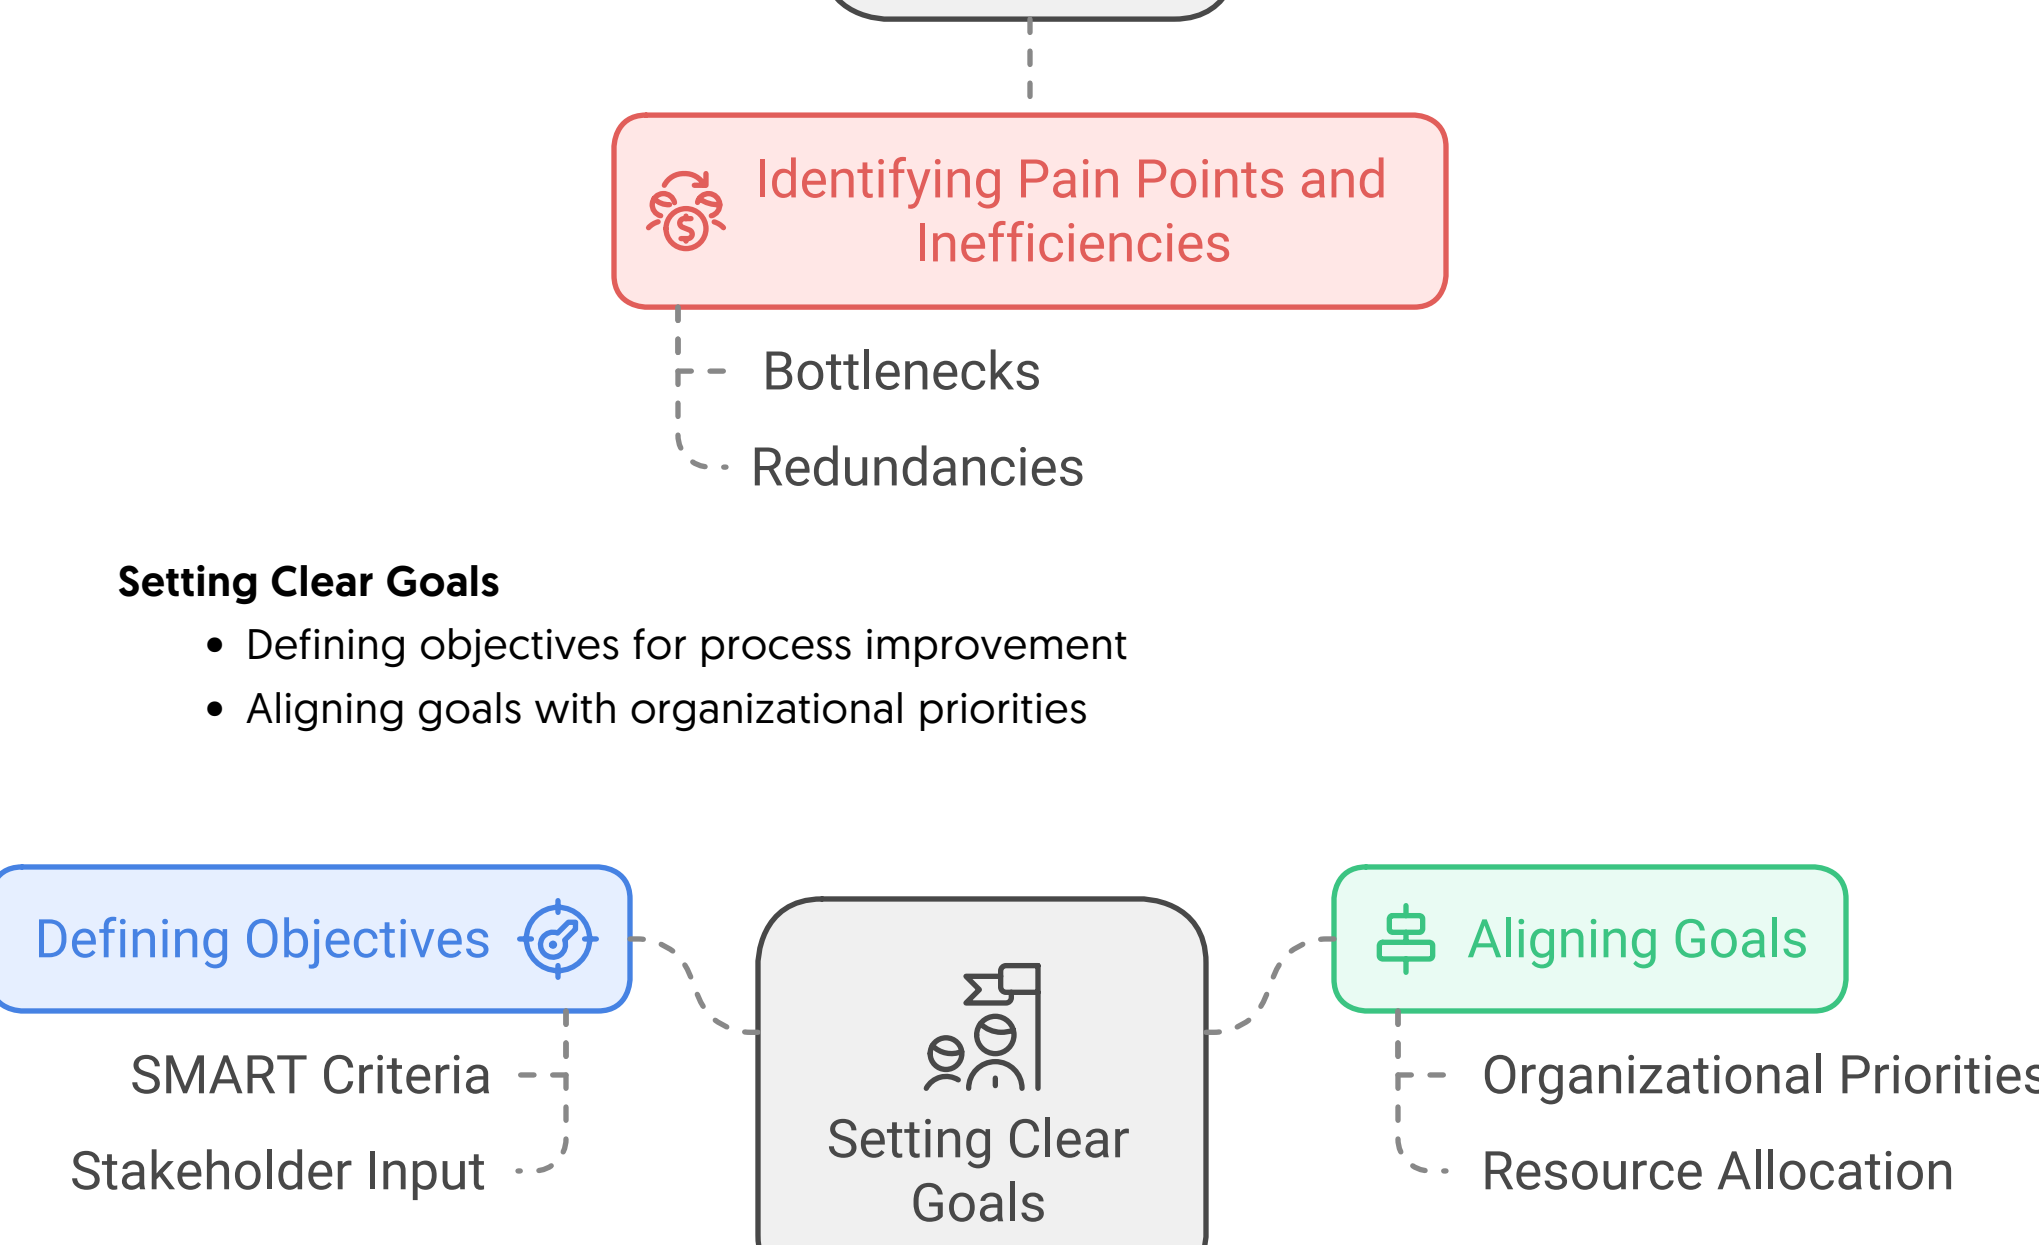 Identifying Pain Points and
Inefficiencies
Bottlenecks
Redundancies
Setting Clear Goals
• Defining objectives for process improvement
• Aligning goals with organizational priorities
Defining Objectives
SMART Criteria
Stakeholder Input
Setting Clear
Goals
Aligning Goals
Organizational Priorities
Resource Allocation